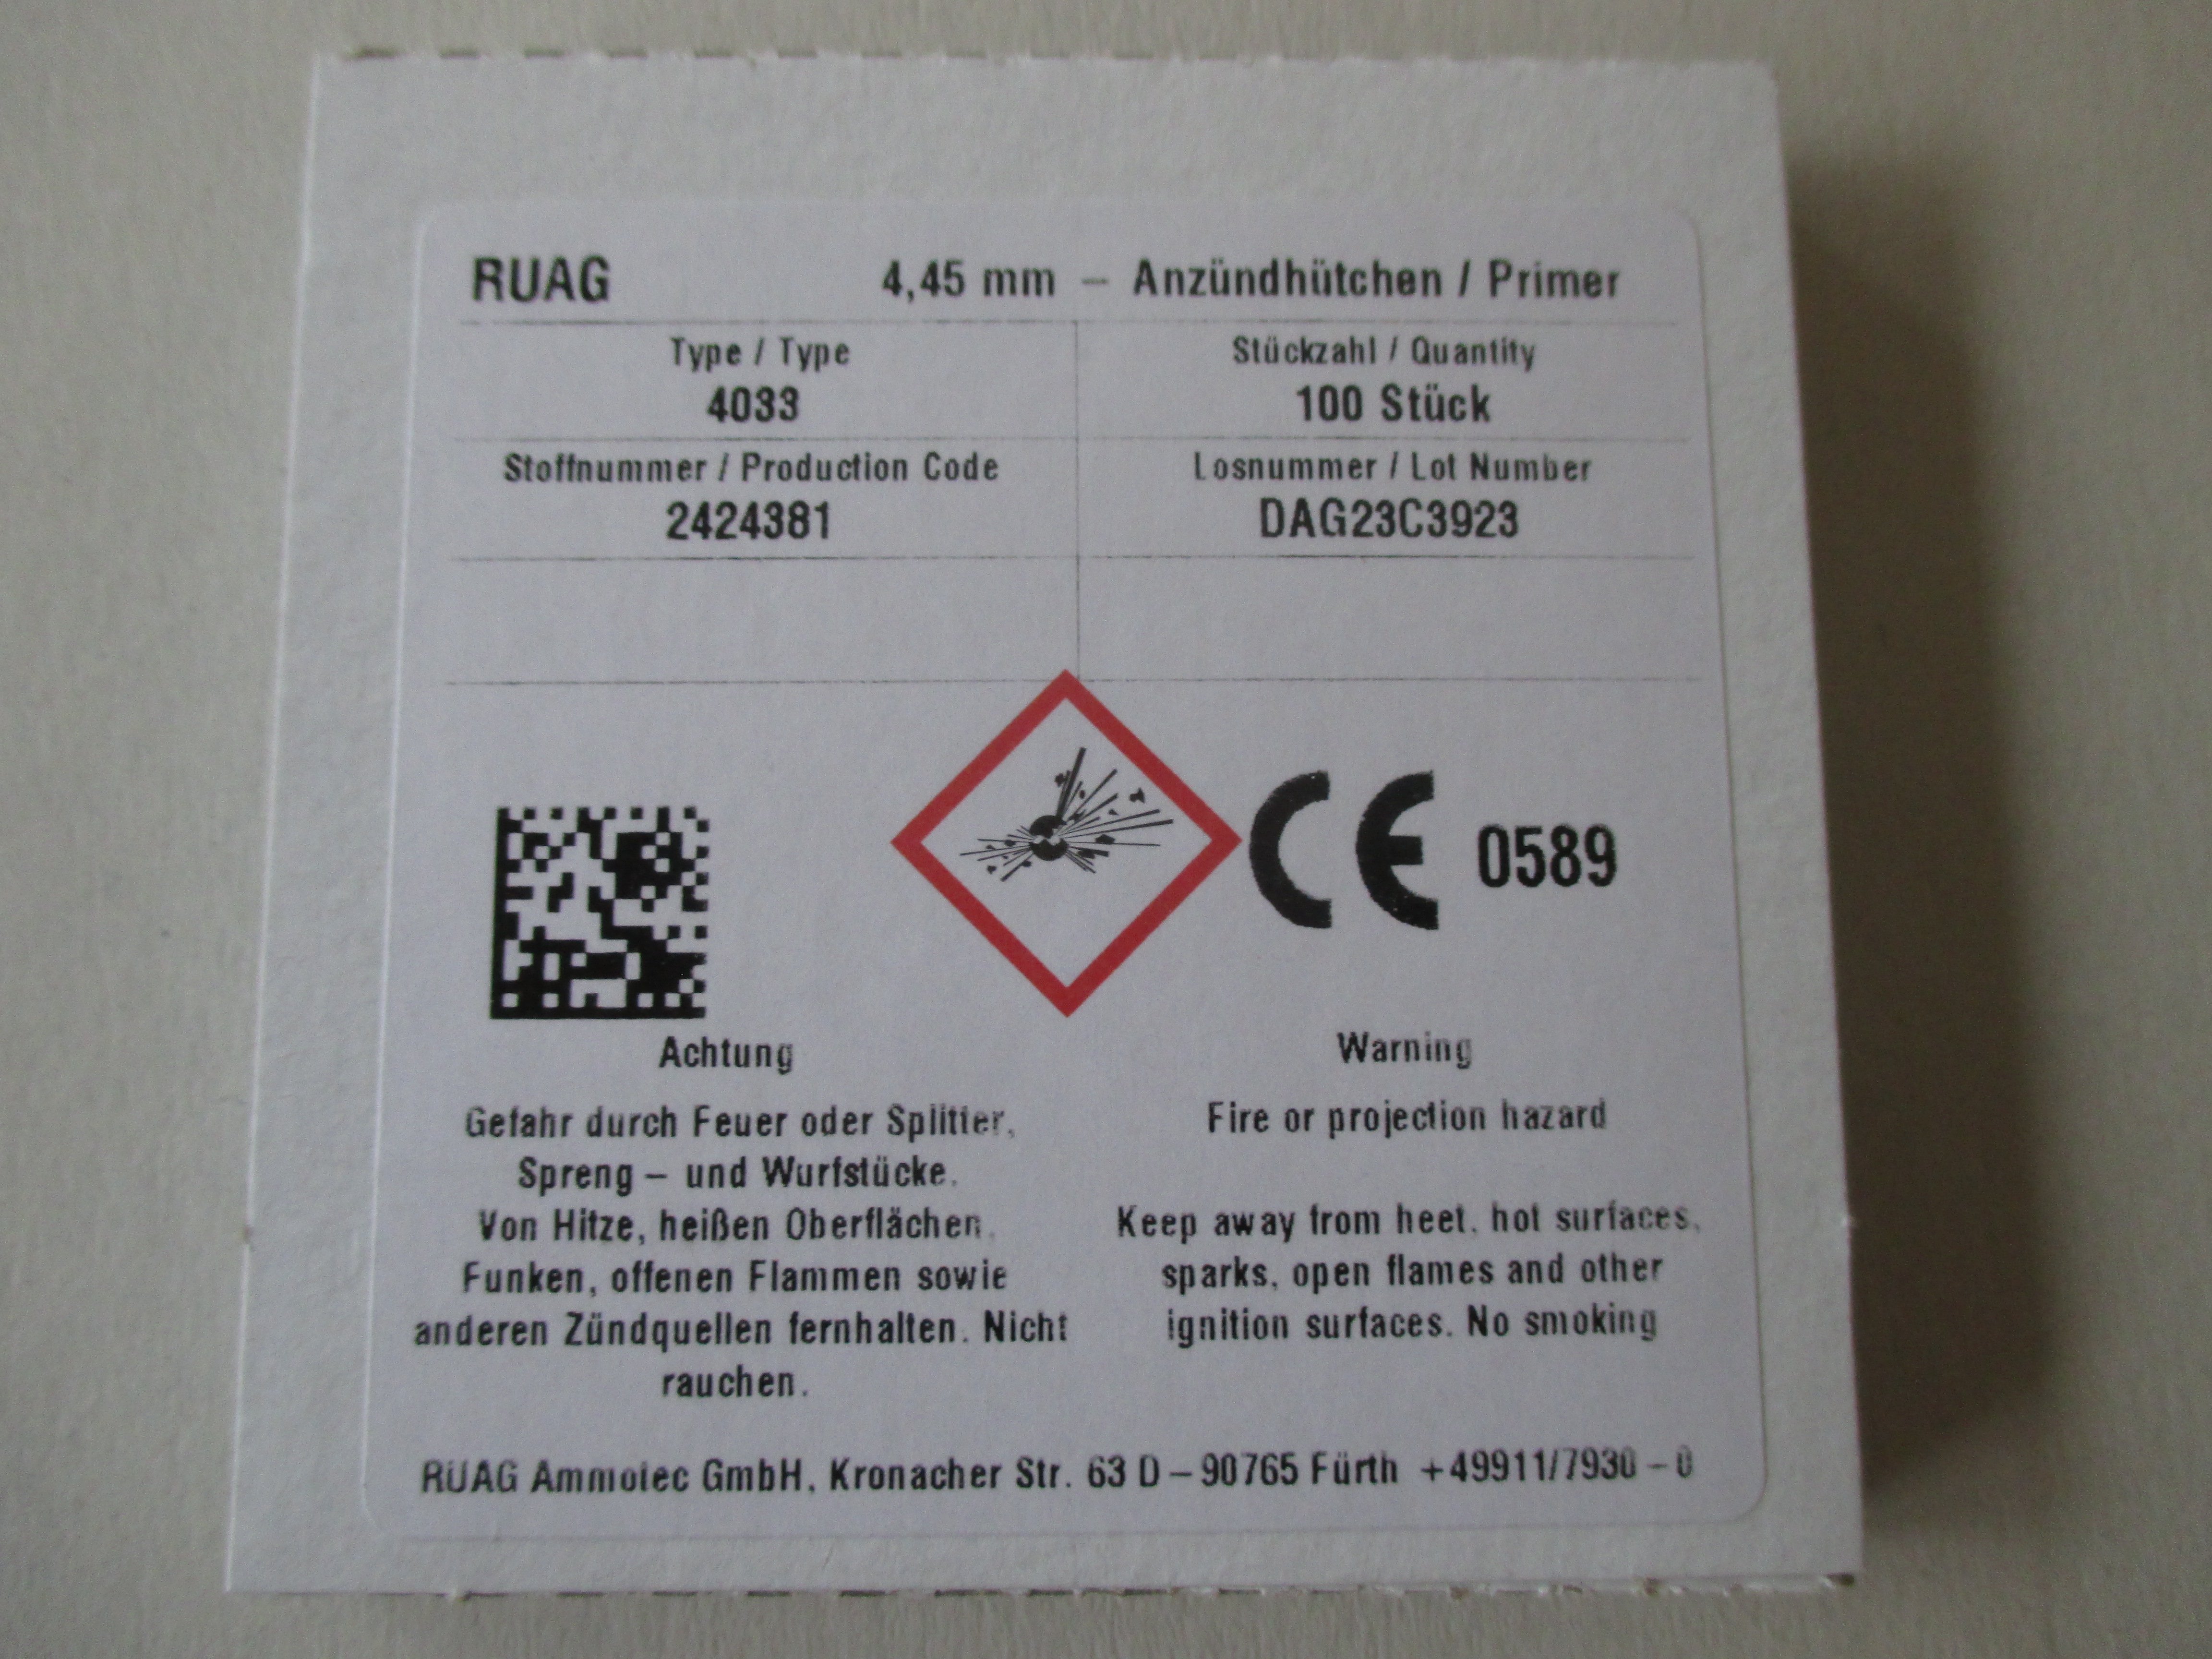 RUAG 4,45 mm – Anzündhütchen / Primer
Type / Type Stückzahl / Quantity
4033 100 Stück
Stoffnummer / Production Code Losnummer / Lot Number
2424381 DAG23C3923
CE 0589
Achtung
Gefahr durch Feuer oder Splitter,
Spreng – und Wurfstücke.
Von Hitze, heißen Oberflächen,
Funken, offenen Flammen sowie
anderen Zündquellen fernhalten. Nicht
rauchen.
Warning
Fire or projection hazard
Keep away from heet, hot surfaces,
sparks, open flames and other
ignition surfaces. No smoking
RUAG Ammotec GmbH, Kronacher Str. 63 D – 90765 Fürth +49911/7930 – 0